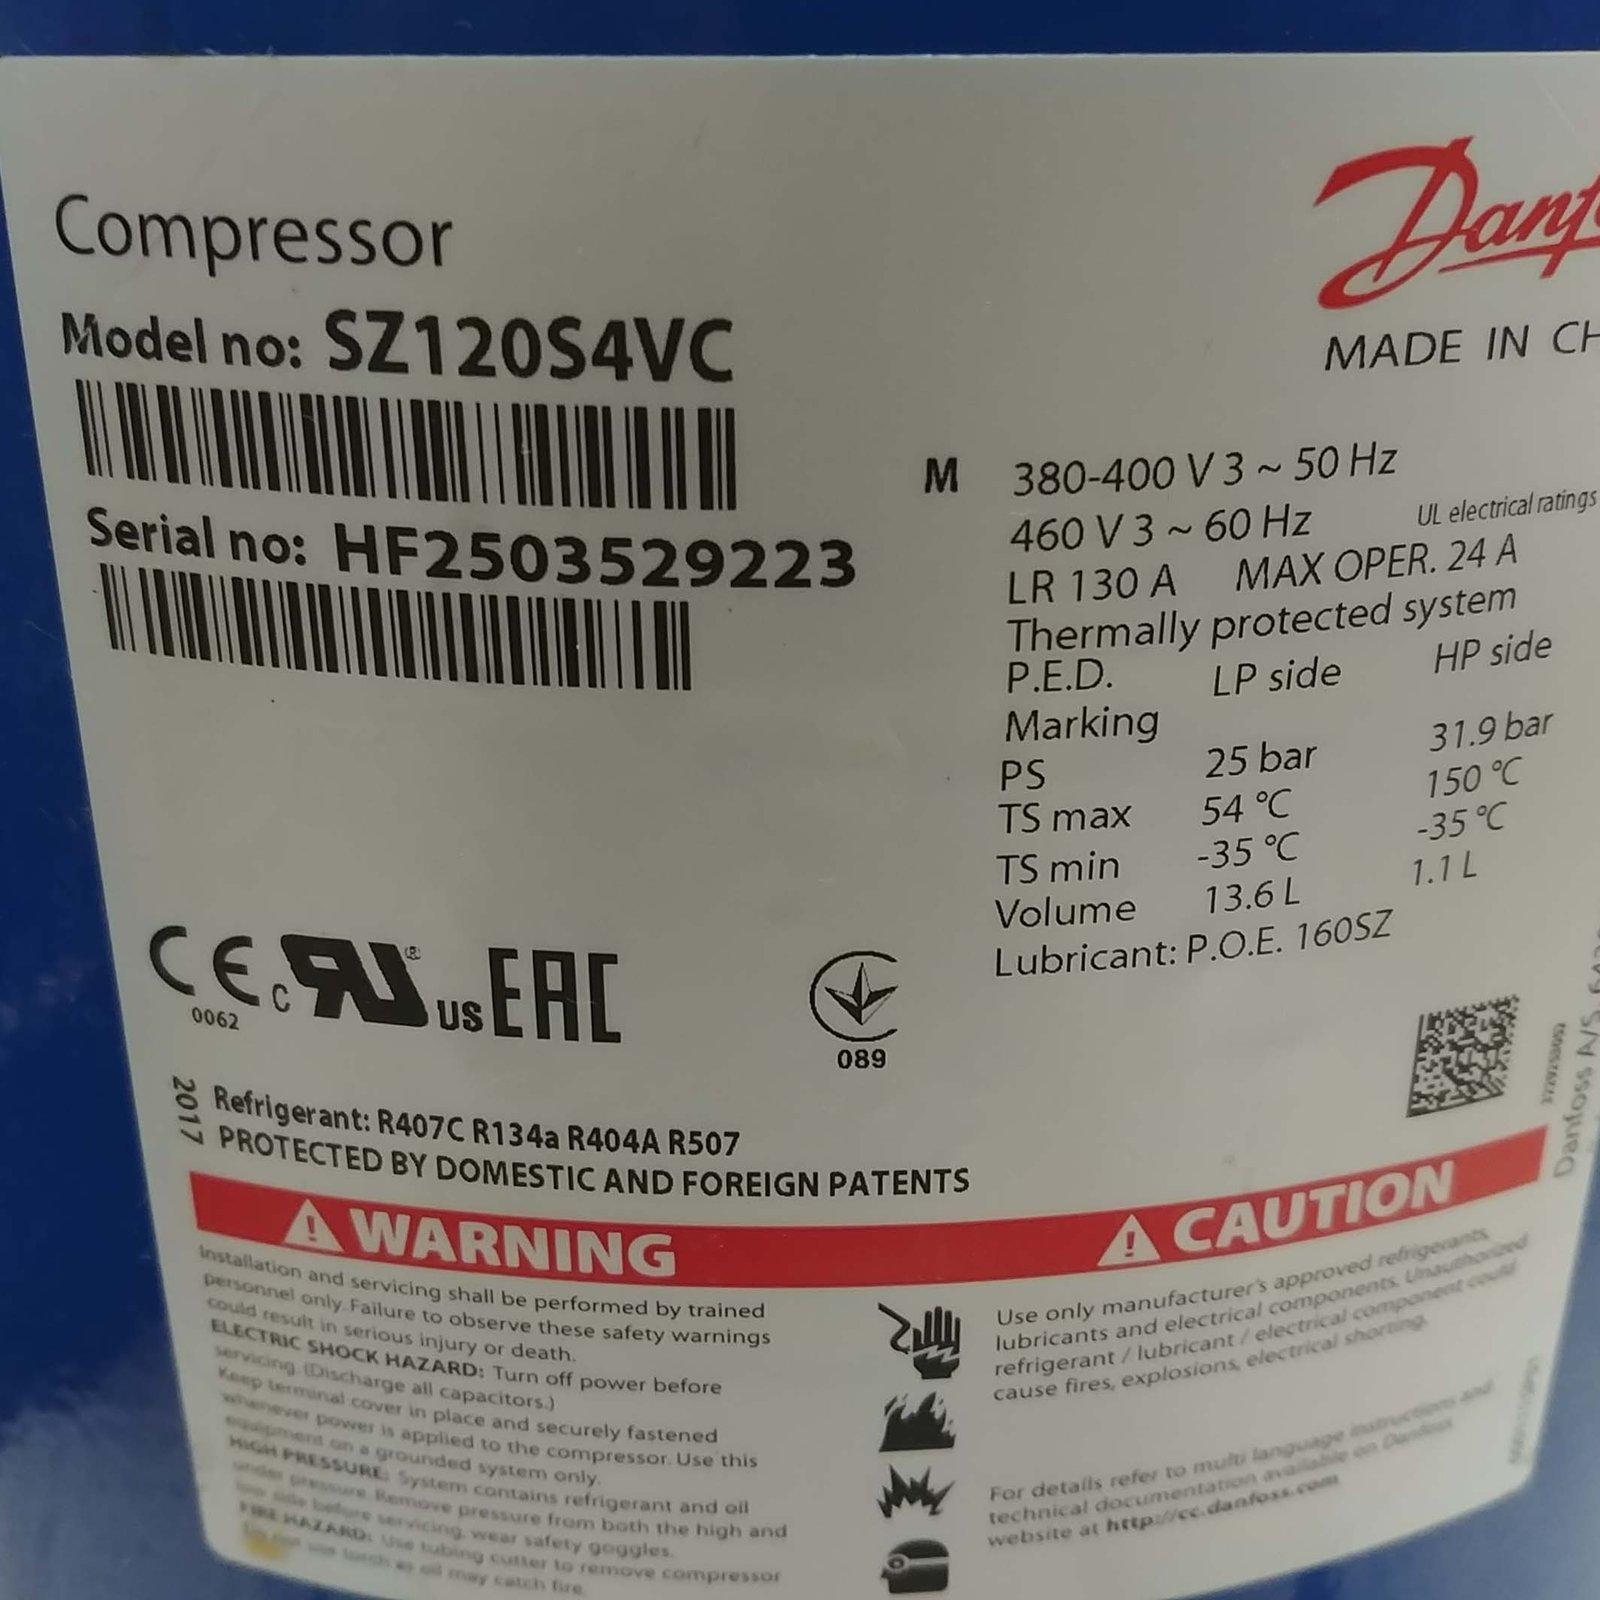 Danf
MADE IN CH
Compressor
Model no: SZ120S4VC
Serial no: HF2503529223
M 380-400 V 3 ~ 50 Hz
460 V 3 ~ 60 Hz UL electrical ratings
LR 130 A MAX OPER. 24 A
Thermally protected system
P.E.D. LP side HP side
Marking
PS 25 bar 31.9 bar
TS max 54 °C 150 °C
TS min -35 °C -35 °C
Volume 13.6 L 1.1 L
Lubricant: P.O.E. 160SZ
CE
0062
c RU ® us EAC
089
2017
Refrigerant: R407C R134a R404A R507
PROTECTED BY DOMESTIC AND FOREIGN PATENTS
Danfoss A/S
WARNING
Installation and servicing shall be performed by trained
personnel only. Failure to observe these safety warnings
could result in serious injury or death.
ELECTRIC SHOCK HAZARD: Turn off power before
servicing. (Discharge all capacitors.)
Keep terminal cover in place and securely fastened
whenever power is applied to the compressor. Use this
equipment on a grounded system only.
HIGH PRESSURE: System contains refrigerant and oil
under pressure. Remove pressure from both the high and
low side before servicing, wear safety goggles.
FIRE HAZARD: Use tubing cutter to remove compressor
Do not use torch as oil may catch fire.
CAUTION
Use only manufacturer's approved refrigerants,
lubricants and electrical components. Unauthorized
refrigerant / lubricant / electrical component could
cause fires, explosions, electrical shorting.
For details refer to multi language instructions and
technical documentation available on Danfoss
website at http://cc.danfoss.com